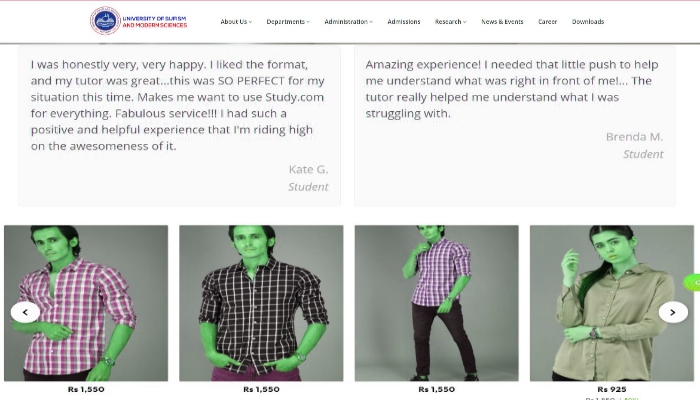 UNIVERSITY OF SUFISM
AND MODERN SCIENCES
About Us
Departments
Administration
Admissions
Research
News & Events
Career
Downloads
I was honestly very, very happy. I liked the format,
and my tutor was great...this was SO PERFECT for my
situation this time. Makes me want to use Study.com
for everything. Fabulous service!!! I had such a
positive and helpful experience that I'm riding high
on the awesomeness of it.
Kate G.
Student
Amazing experience! I needed that little push to help
me understand what was right in front of me!... The
tutor really helped me understand what I was
struggling with.
Brenda M.
Student
Rs 1,550
Rs 1,550
Rs 1,550
Rs 925